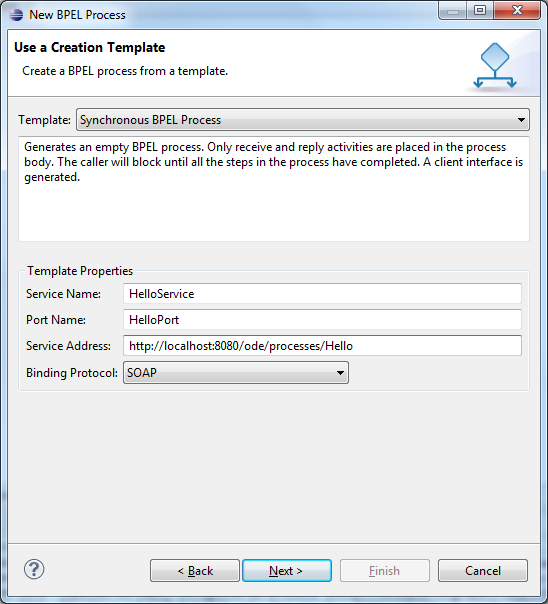 New BPEL Process
Use a Creation Template
Create a BPEL process from a template.
Template: Synchronous BPEL Process
Generates an empty BPEL process. Only receive and reply activities are placed in the process
body. The caller will block until all the steps in the process have completed. A client interface is
generated.
Template Properties
Service Name: HelloService
Port Name: HelloPort
Service Address: http://localhost:8080/ode/processes/Hello
Binding Protocol: SOAP
? < Back Next > Finish Cancel